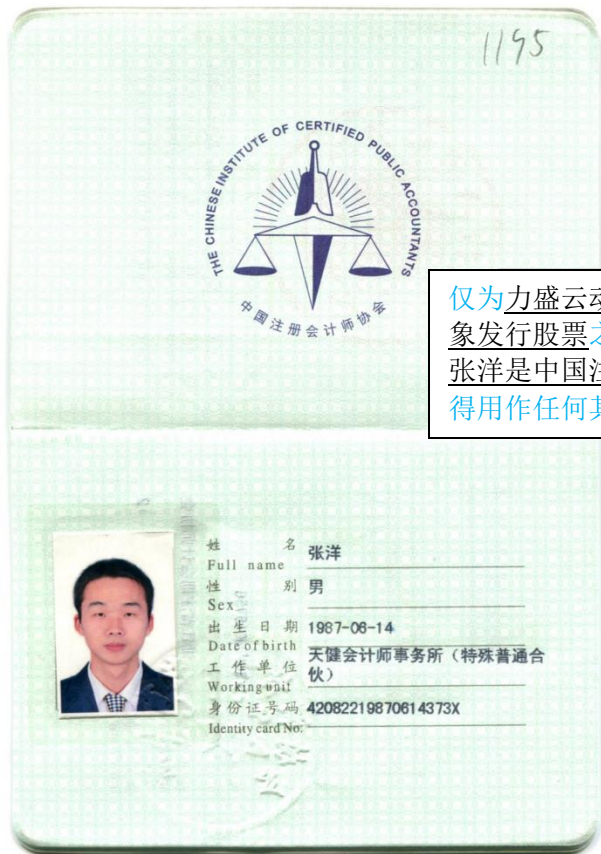 1195
THE CHINESE INSTITUTE OF CERTIFIED PUBLIC ACCOUNTANTS
中国注册会计师协会
仅为力盛云动
象发行股票之
张洋是中国注
得用作任何其
姓 名 张洋
Full name
性 别 男
Sex
出生日期 1987-06-14
Date of birth
工作单位 天健会计师事务所（特殊普通合
伙）
Working unit
身份证号码 42082219870614373X
Identity card No.